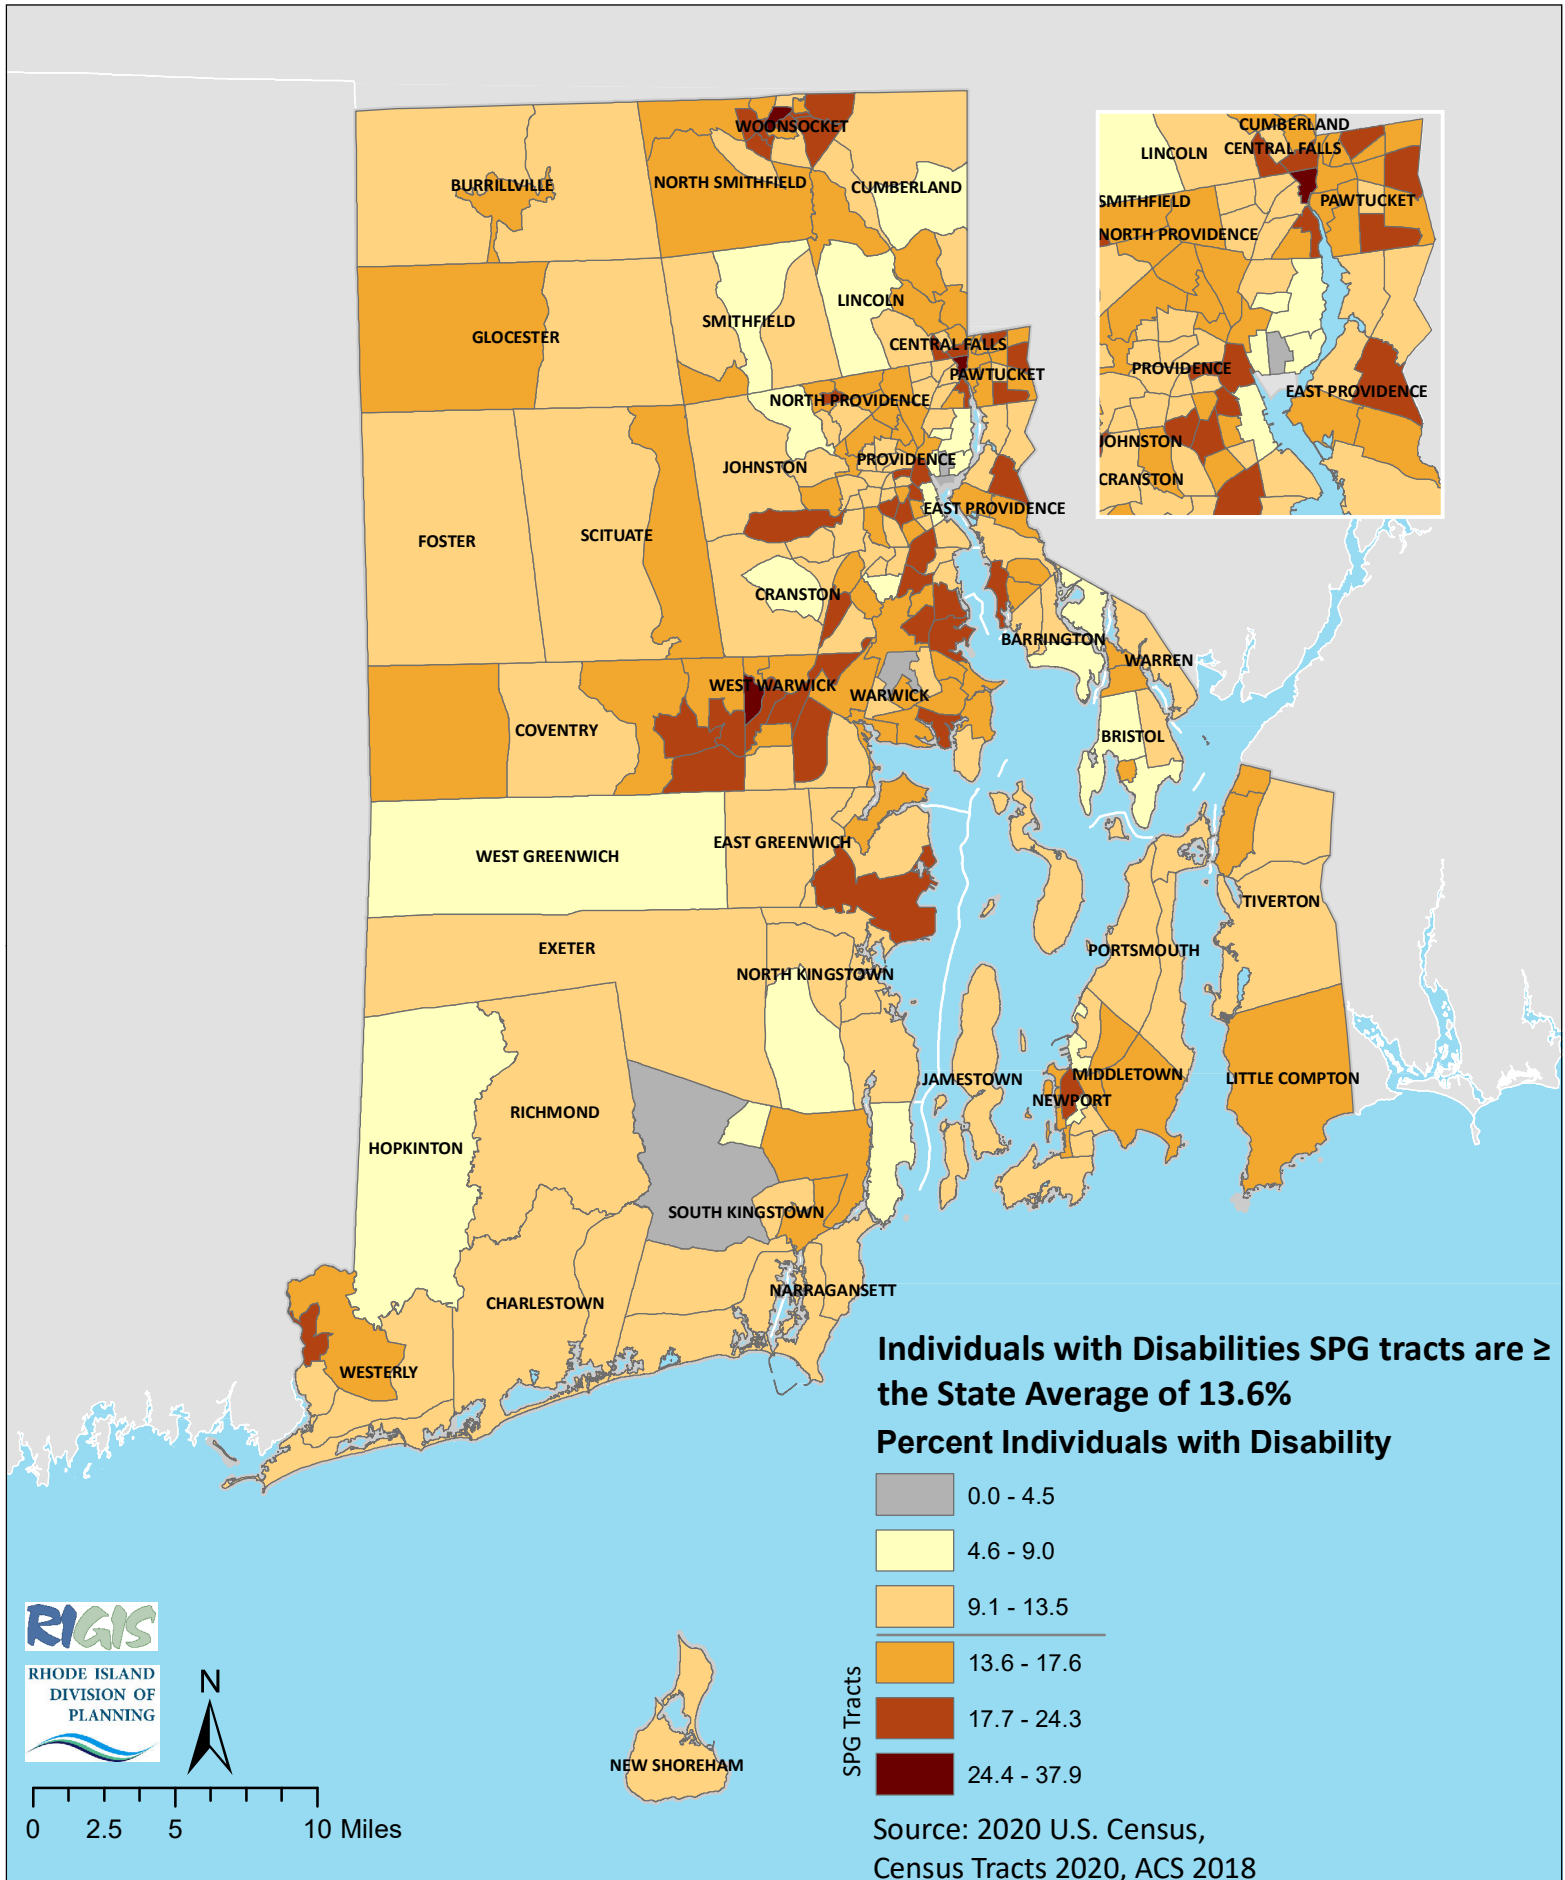 WOONSOCKET
BURRILLVILLE
NORTH SMITHFIELD
CUMBERLAND
GLOCESTER
SMITHFIELD
LINCOLN
CENTRAL FALLS
PAWTUCKET
NORTH PROVIDENCE
JOHNSTON
PROVIDENCE
EAST PROVIDENCE
FOSTER
SCITUATE
CRANSTON
BARRINGTON
WARREN
WEST WARWICK
WARWICK
COVENTRY
BRISTOL
WEST GREENWICH
EAST GREENWICH
TIVERTON
EXETER
PORTSMOUTH
NORTH KINGSTOWN
JAMESTOWN
MIDDLETOWN
LITTLE COMPTON
NEWPORT
RICHMOND
HOPKINTON
SOUTH KINGSTOWN
NARRAGANSETT
CHARLESTOWN
WESTERLY
NEW SHOREHAM
CUMBERLAND
LINCOLN
CENTRAL FALLS
SMITHFIELD
PAWTUCKET
NORTH PROVIDENCE
PROVIDENCE
EAST PROVIDENCE
JOHNSTON
CRANSTON
Individuals with Disabilities SPG tracts are ≥
the State Average of 13.6%
Percent Individuals with Disability
0.0 - 4.5
4.6 - 9.0
9.1 - 13.5
13.6 - 17.6
17.7 - 24.3
24.4 - 37.9
SPG Tracts
Source: 2020 U.S. Census,
Census Tracts 2020, ACS 2018
RIGIS
RHODE ISLAND
DIVISION OF
PLANNING
N
0 2.5 5 10 Miles